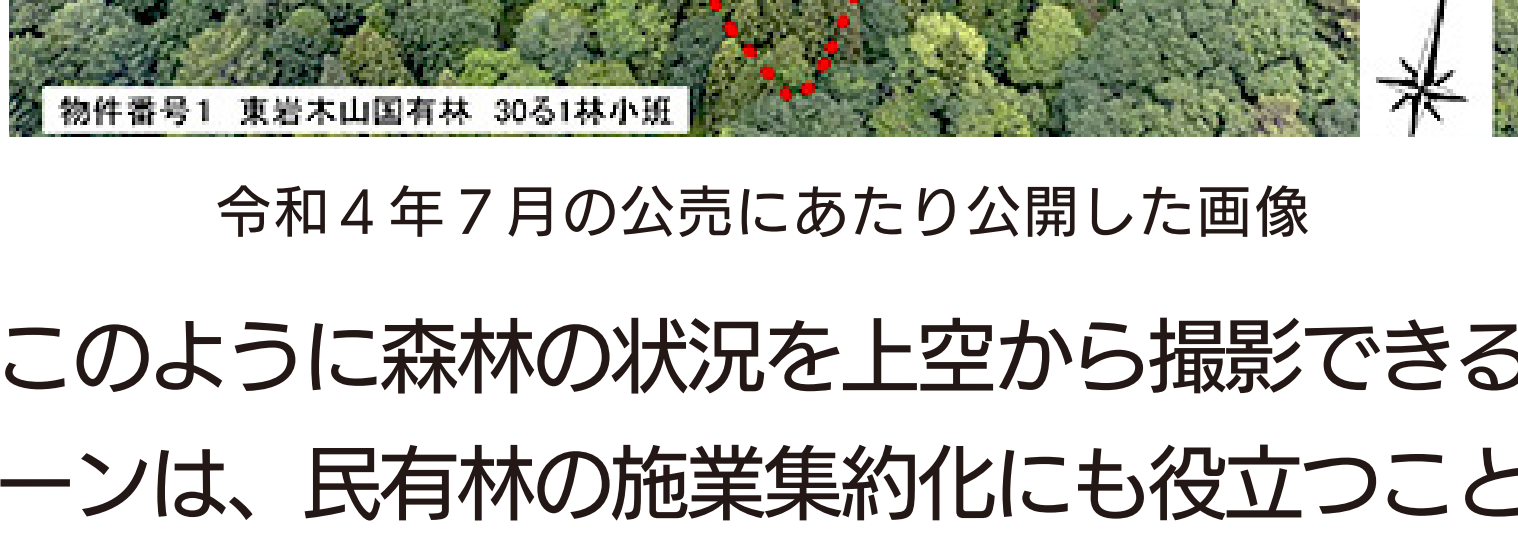 物件番号1 東岩木山国有林 30る1林小班
令和４年７月の公売にあたり公開した画像
このように森林の状況を上空から撮影できる
ーンは、民有林の施業集約化にも役立つこと